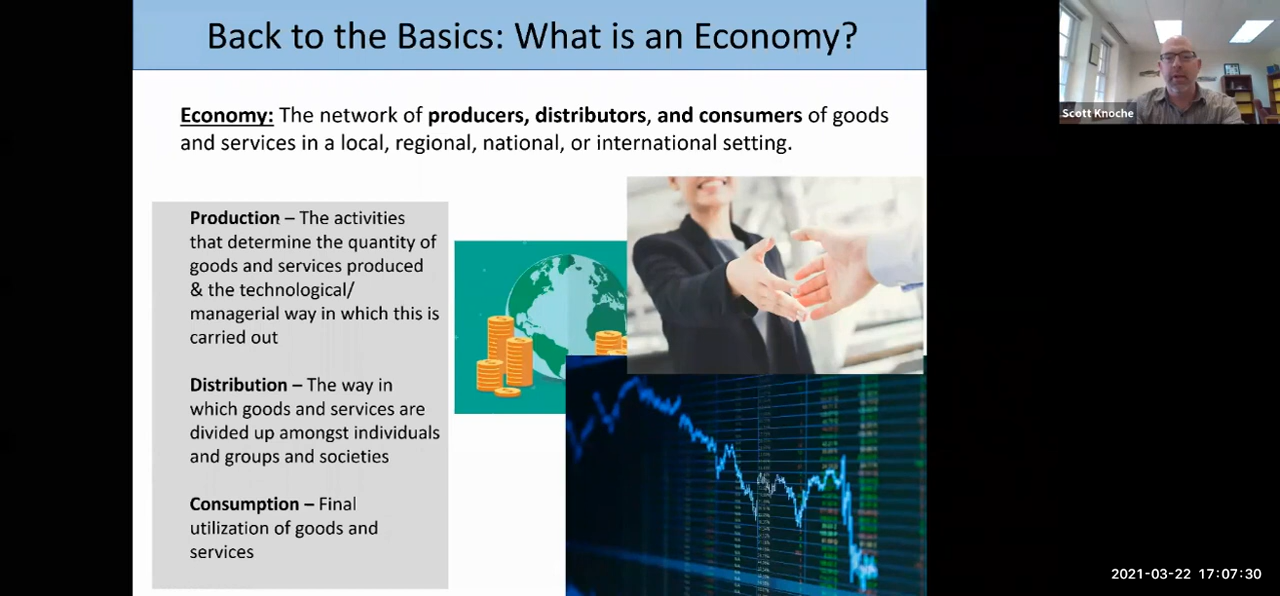 Back to the Basics: What is an Economy?
Scott Knoche
Economy: The network of producers, distributors, and consumers of goods
and services in a local, regional, national, or international setting.
Production – The activities
that determine the quantity of
goods and services produced
& the technological/
managerial way in which this is
carried out
Distribution – The way in
which goods and services are
divided up amongst individuals
and groups and societies
Consumption – Final
utilization of goods and
services
2021-03-22 17:07:30